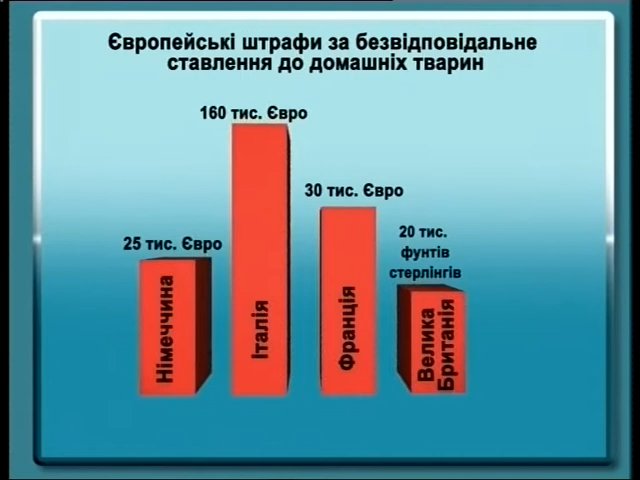 Європейські штрафи за безвідповідальне
ставлення до домашніх тварин
160 тис. Євро
30 тис. Євро
25 тис. Євро
20 тис.
фунтів
стерлінгів
Німеччина
Італія
Франція
Велика
Британія